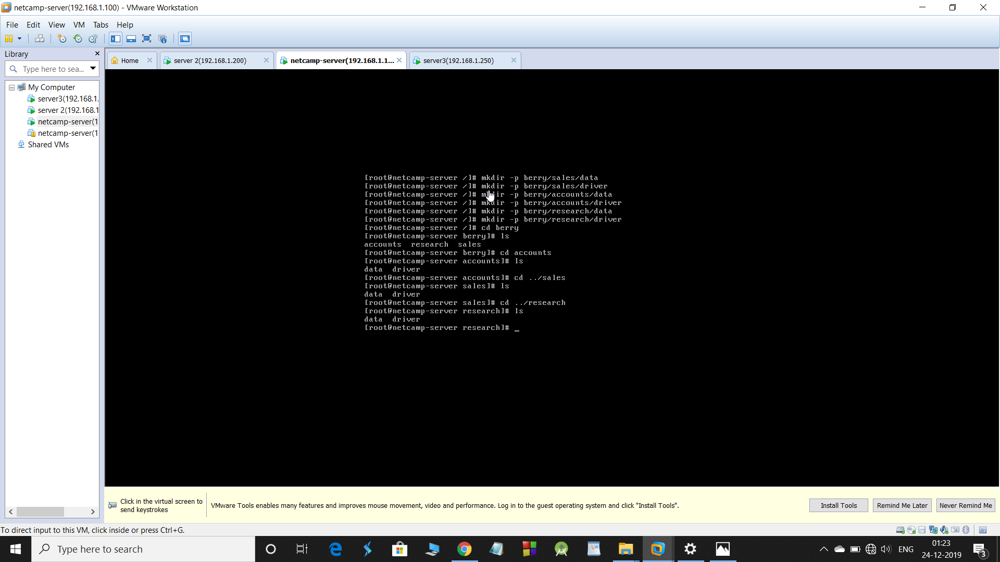 netcamp-server(192.168.1.100) - VMware Workstation
File Edit View VM Tabs Help
Library
Type here to sea...
My Computer
server3(192.168.1.
server 2(192.168.1
netcamp-server(1
netcamp-server(1
Shared VMs
Home
server 2(192.168.1.200)
netcamp-server(192.168.1.1...
server3(192.168.1.250)
[root@netcamp-server /]# mkdir -p berry/sales/data
[root@netcamp-server /]# mkdir -p berry/sales/driver
[root@netcamp-server /]# mkdir -p berry/accounts/data
[root@netcamp-server /]# mkdir -p berry/accounts/driver
[root@netcamp-server /]# mkdir -p berry/research/data
[root@netcamp-server /]# mkdir -p berry/research/driver
[root@netcamp-server /]# cd berry
[root@netcamp-server berry]# ls
accounts  research  sales
[root@netcamp-server berry]# cd accounts
[root@netcamp-server accounts]# ls
data  driver
[root@netcamp-server accounts]# cd ../sales
[root@netcamp-server sales]# ls
data  driver
[root@netcamp-server sales]# cd ../research
[root@netcamp-server research]# ls
data  driver
[root@netcamp-server research]# _
Click in the virtual screen to
send keystrokes
VMware Tools enables many features and improves mouse movement, video and performance. Log in to the guest operating system and click "Install Tools".
Install Tools
Remind Me Later
Never Remind Me
To direct input to this VM, click inside or press Ctrl+G.
Type here to search
ENG
01:23
24-12-2019
3